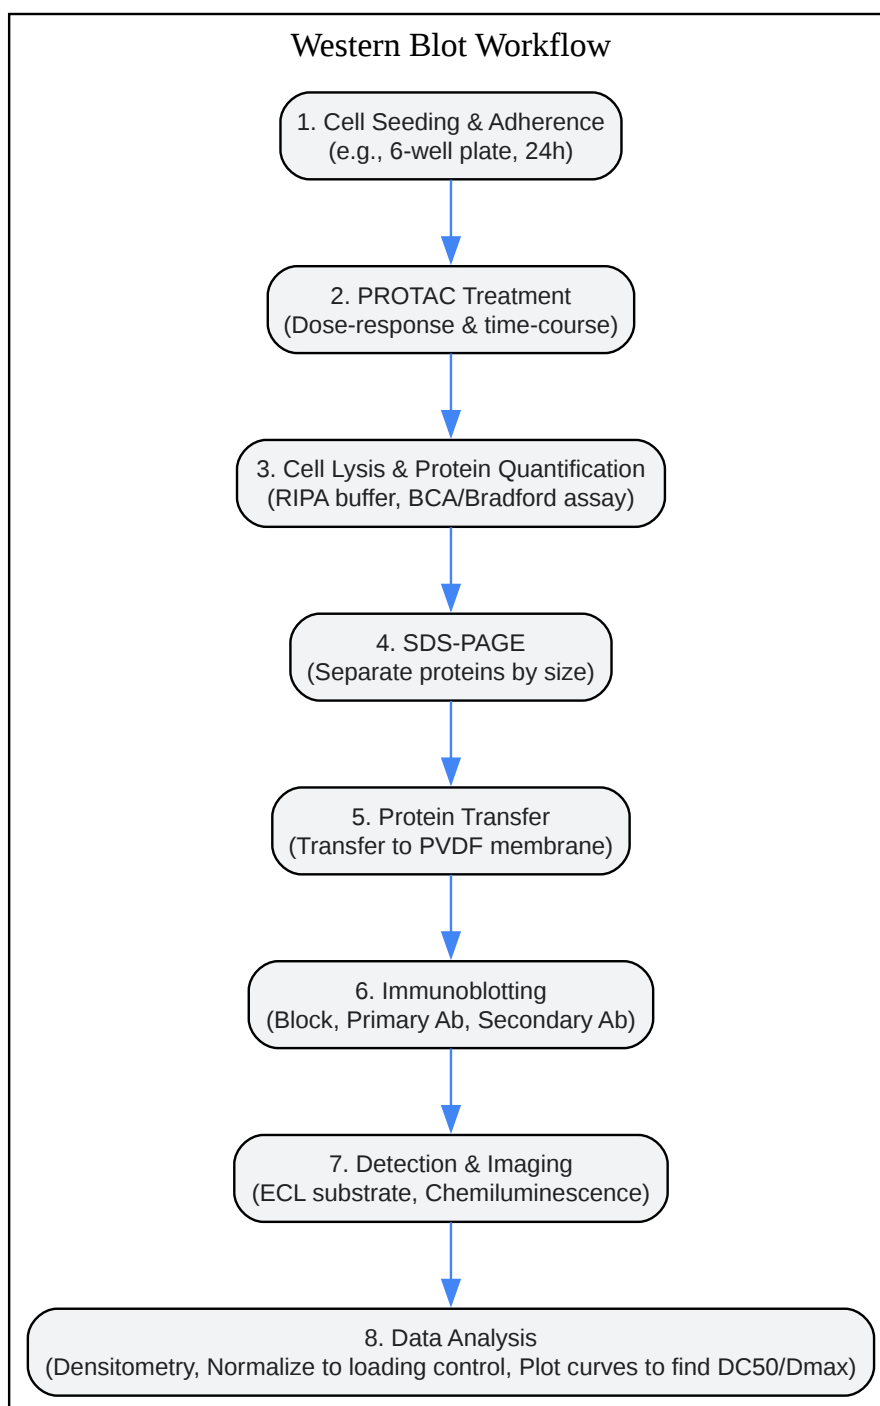 Western Blot Workflow
1. Cell Seeding & Adherence
(e.g., 6-well plate, 24h)
2. PROTAC Treatment
(Dose-response & time-course)
3. Cell Lysis & Protein Quantification
(RIPA buffer, BCA/Bradford assay)
4. SDS-PAGE
(Separate proteins by size)
5. Protein Transfer
(Transfer to PVDF membrane)
6. Immunoblotting
(Block, Primary Ab, Secondary Ab)
7. Detection & Imaging
(ECL substrate, Chemiluminescence)
8. Data Analysis
(Densitometry, Normalize to loading control, Plot curves to find DC50/Dmax)